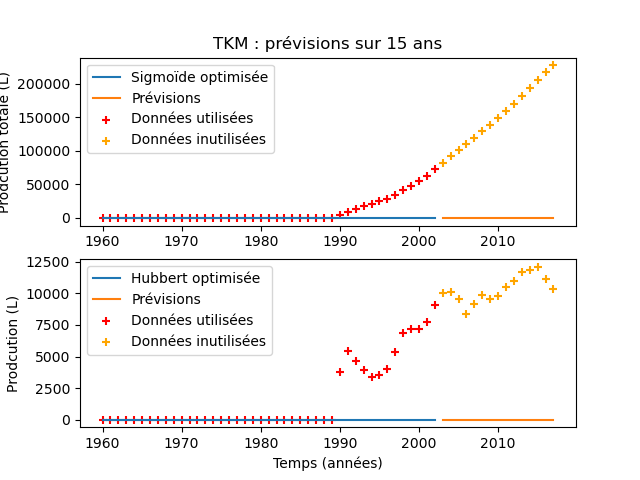 TKM : prévisions sur 15 ans
Prodcution totale (L)
200000
150000
100000
50000
0
Sigmoïde optimisée
Prévisions
Données utilisées
Données inutilisées
1960 1970 1980 1990 2000 2010
Prodcution (L)
12500
10000
7500
5000
2500
0
Hubbert optimisée
Prévisions
Données utilisées
Données inutilisées
1960 1970 1980 1990 2000 2010
Temps (années)